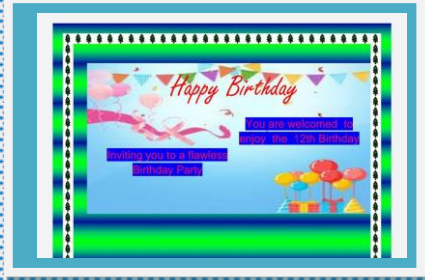 Happy Birthday
You are welcomed to
enjoy the 12th Birthday
Inviting you to a flawless
Birthday Party